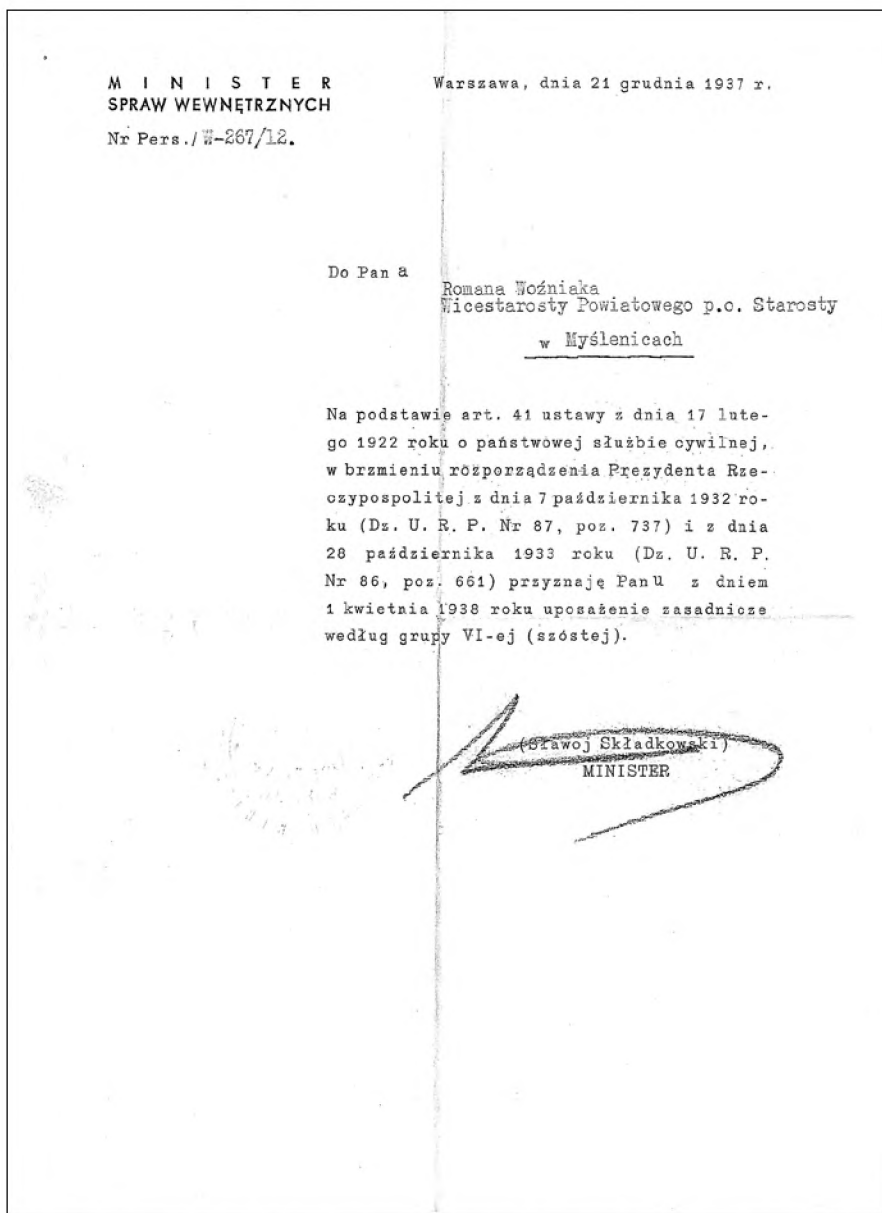 MINISTER
SPRAW WEWNĘTRZNYCH
Warszawa, dnia 21 grudnia 1937 r.
Nr Pers./W-267/12.
Do Pana
Romana Woźniaka
Wicestarosty Powiatowego p.o. Starosty
w Myślenicach
Na podstawie art. 41 ustawy z dnia 17 lute-
go 1922 roku o państwowej służbie cywilnej,
w brzmieniu rozporządzenia Prezydenta Rze-
czypospolitej z dnia 7 października 1932 ro-
ku (Dz. U. R. P. Nr 87, poz. 737) i z dnia
28 października 1933 roku (Dz. U. R. P.
Nr 86, poz. 661) przyznaję Panu z dniem
1 kwietnia 1938 roku uposażenie zasadnicze
według grupy VI-ej (szóstej).
(Sławoj Składkowski)
MINISTER